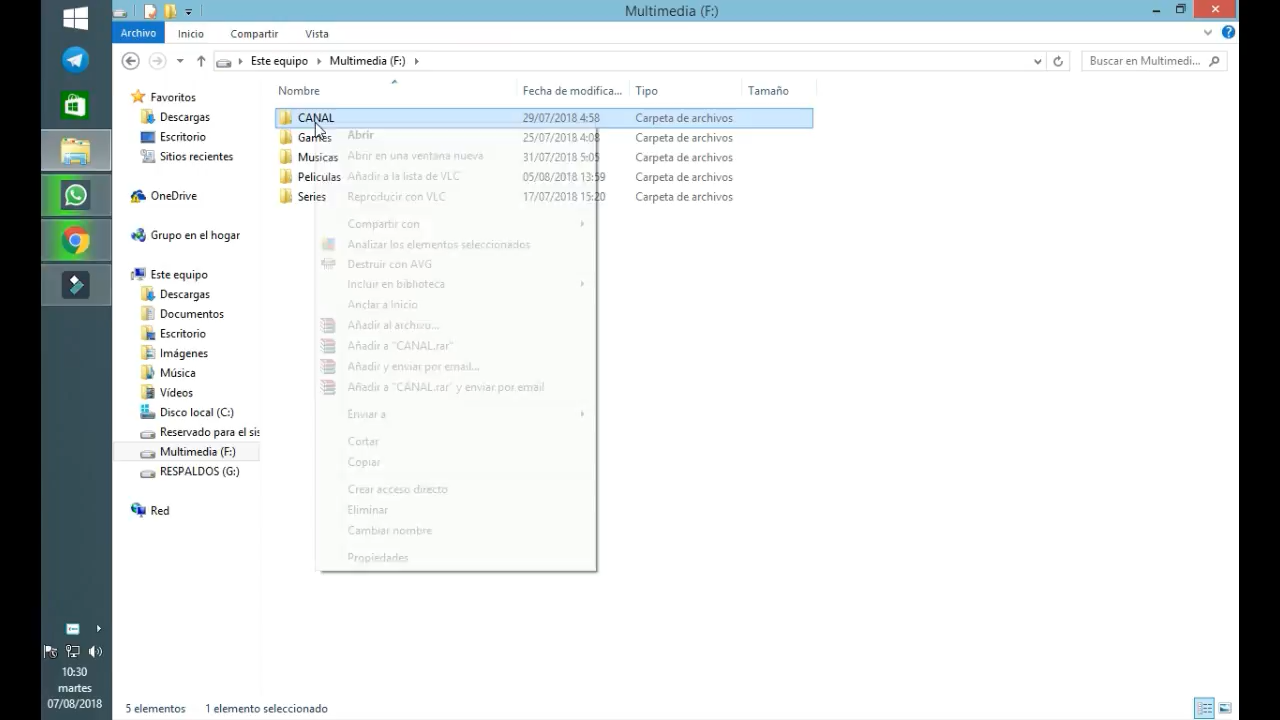 Multimedia (F:)
Archivo
Inicio
Compartir
Vista
Este equipo
Multimedia (F:)
Buscar en Multimedi...
Nombre
Fecha de modifica...
Tipo
Tamaño
CANAL 29/07/2018 4:58 Carpeta de archivos
Games 25/07/2018 4:08 Carpeta de archivos
Musicas 31/07/2018 5:05 Carpeta de archivos
Peliculas 05/08/2018 13:59 Carpeta de archivos
Series 17/07/2018 15:20 Carpeta de archivos
Abrir
Abrir en una ventana nueva
Añadir a la lista de VLC
Reproducir con VLC
Compartir con
Analizar los elementos seleccionados
Destruir con AVG
Incluir en biblioteca
Anclar a Inicio
Añadir al archivo...
Añadir a "CANAL.rar"
Añadir y enviar por email...
Añadir a "CANAL.rar" y enviar por email
Enviar a
Cortar
Copiar
Crear acceso directo
Eliminar
Cambiar nombre
Propiedades
Favoritos
Descargas
Escritorio
Sitios recientes
OneDrive
Grupo en el hogar
Este equipo
Descargas
Documentos
Escritorio
Imágenes
Música
Vídeos
Disco local (C:)
Reservado para el sis
Multimedia (F:)
RESPALDOS (G:)
Red
10:30
martes
07/08/2018
5 elementos
1 elemento seleccionado